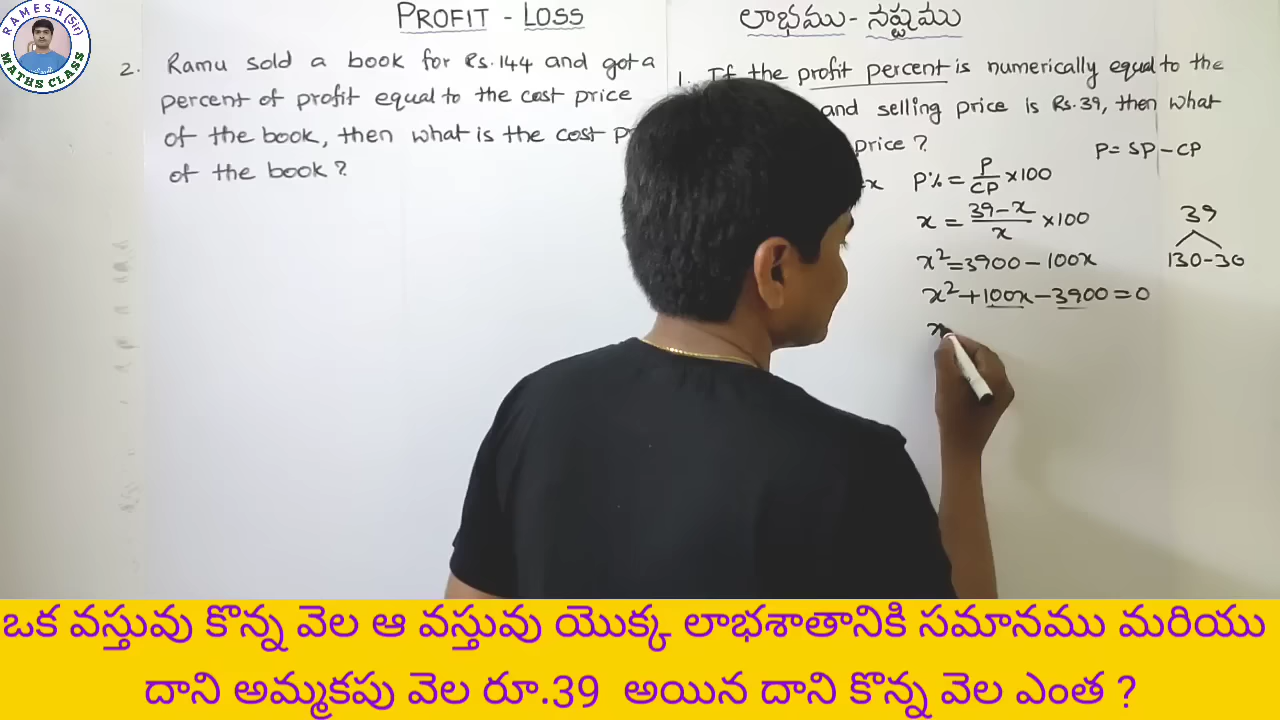 RAMESH (Sir)
MATHS CLASS
PROFIT - LOSS
లాభము - నష్టము
2. Ramu sold a book for Rs.144 and got a
percent of profit equal to the cost price
of the book, then what is the cost p
of the book?
1. If the profit percent is numerically equal to the
and selling price is Rs.39, then what
price?
P = SP - CP
x P% = P/CP × 100
x = 39-x/x × 100
x² = 3900 - 100x
x² + 100x - 3900 = 0
x
39
130 - 30
ఒక వస్తువు కొన్న వెల ఆ వస్తువు యొక్క లాభశాతానికి సమానము మరియు
దాని అమ్మకపు వెల రూ.39 అయిన దాని కొన్న వెల ఎంత ?